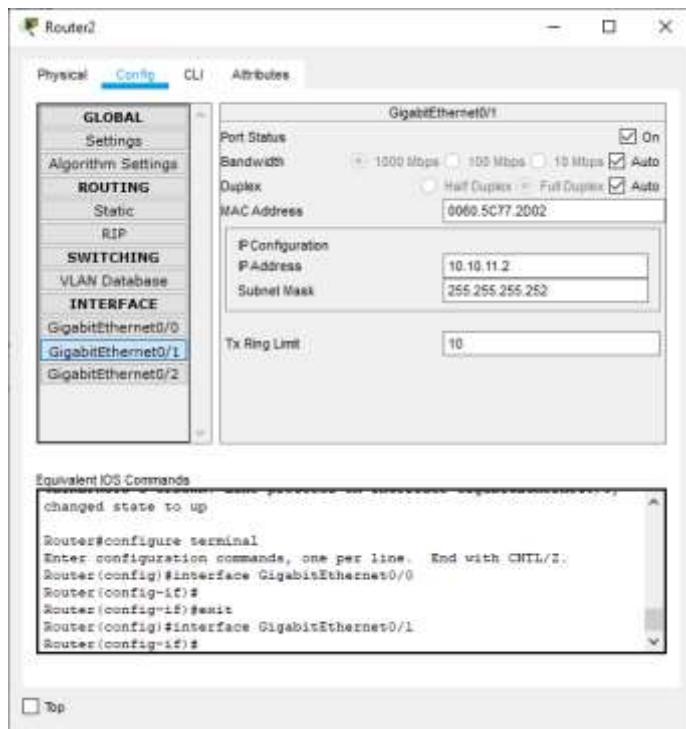 Router2
Physical Config CLI Attributes
GLOBAL
Settings
Algorithm Settings
ROUTING
Static
RIP
SWITCHING
VLAN Database
INTERFACE
GigabitEthernet0/0
GigabitEthernet0/1
GigabitEthernet0/2
GigabitEthernet0/1
Port Status On
Bandwidth 1000 Mbps 100 Mbps 10 Mbps Auto
Duplex Half Duplex Full Duplex Auto
MAC Address 0060.5C77.2D02
IP Configuration
IP Address 10.10.11.2
Subnet Mask 255.255.255.252
Tx Ring Limit 10
Equivalent IOS Commands
changed state to up
Router#configure terminal
Enter configuration commands, one per line. End with CNTL/Z.
Router(config)#interface GigabitEthernet0/0
Router(config-if)#
Router(config-if)#exit
Router(config)#interface GigabitEthernet0/1
Router(config-if)#
Top